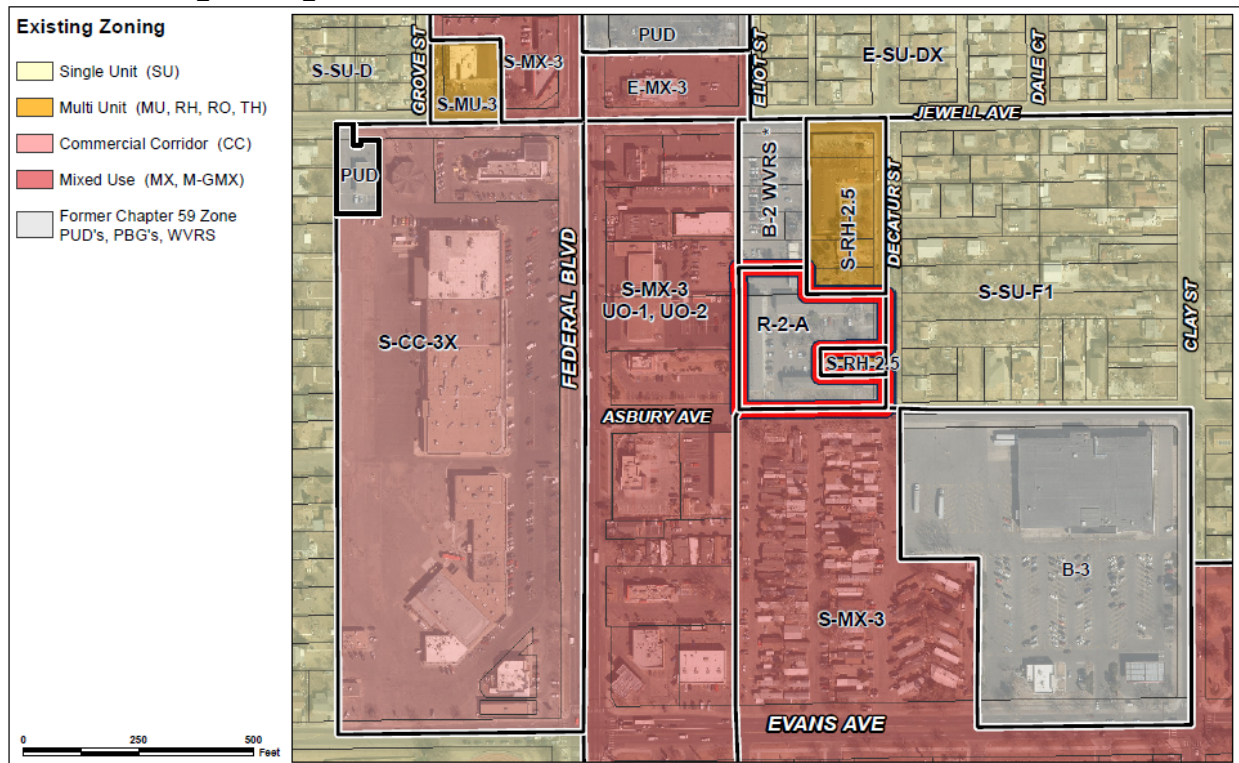 Existing Zoning
Single Unit (SU)
Multi Unit (MU, RH, RO, TH)
Commercial Corridor (CC)
Mixed Use (MX, M-GMX)
Former Chapter 59 Zone
PUD's, PBG's, WVRS
0 250 500
Feet
PUD
S-SU-D
GROVE ST
S-MX-3
S-MU-3
E-MX-3
ELIOT ST
E-SU-DX
DALE CT
JEWELL AVE
PUD
B-2 WVRS *
S-RH-2.5
DECATUR ST
S-CC-3X
FEDERAL BLVD
S-MX-3
UO-1, UO-2
R-2-A
S-RH-2.5
S-SU-F1
CLAY ST
ASBURY AVE
S-MX-3
B-3
EVANS AVE